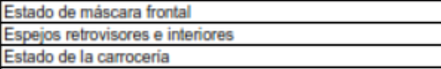 Estado de máscara frontal
Espejos retrovisores e interiores
Estado de la carrocería